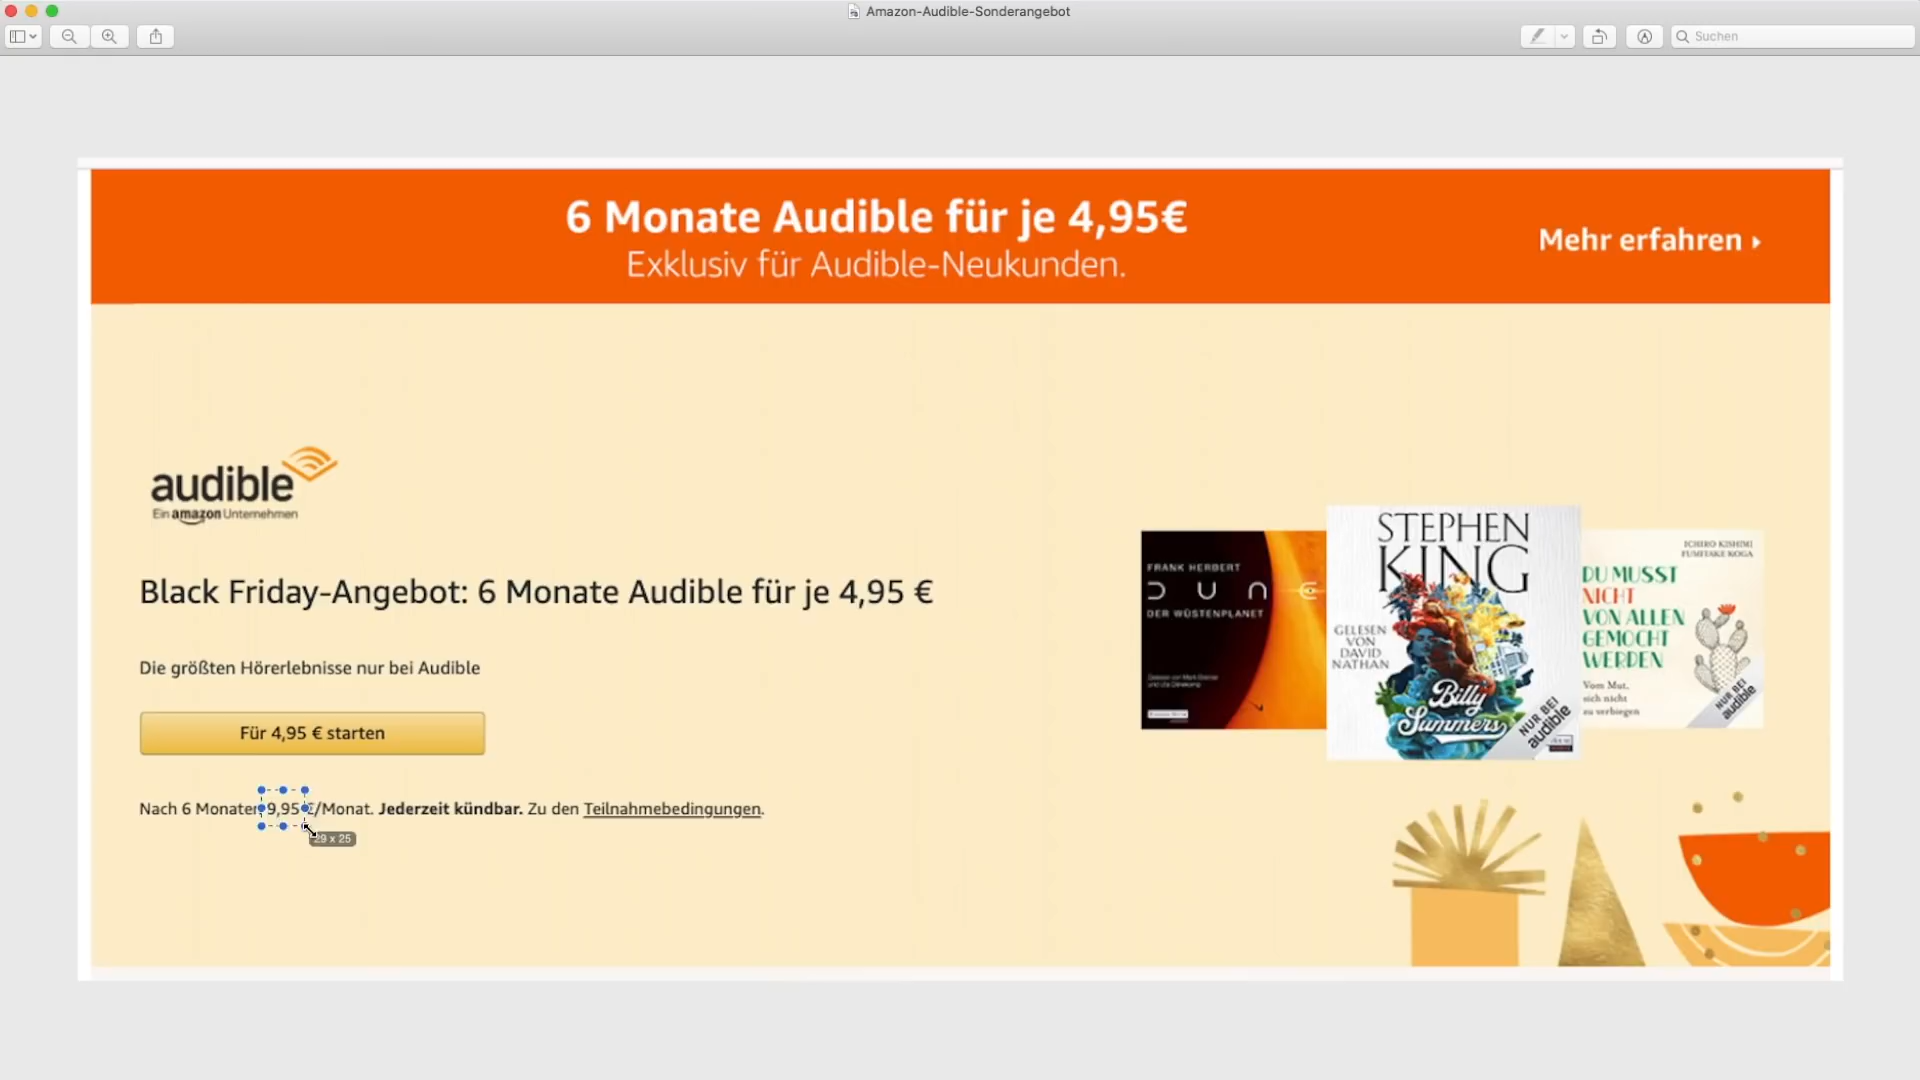 Amazon-Audible-Sonderangebot
Suchen
6 Monate Audible für je 4,95€
Exklusiv für Audible-Neukunden.
Mehr erfahren
audible
Ein amazon Unternehmen
Black Friday-Angebot: 6 Monate Audible für je 4,95 €
Die größten Hörerlebnisse nur bei Audible
Für 4,95 € starten
Nach 6 Monaten 9,95 €/Monat. Jederzeit kündbar. Zu den Teilnahmebedingungen.
29 x 25
FRANK HERBERT
DUNE
DER WÜSTENPLANET
STEPHEN
KING
GELESEN
VON
DAVID
NATHAN
Billy
Summers
NUR BEI
audible
ICHIRO KISHIMI
FUMITAKE KOGA
DU MUSST
NICHT
VON ALLEN
GEMOCHT
WERDEN
Vom Mut,
sich nicht
zu verbiegen
NUR BEI
audible